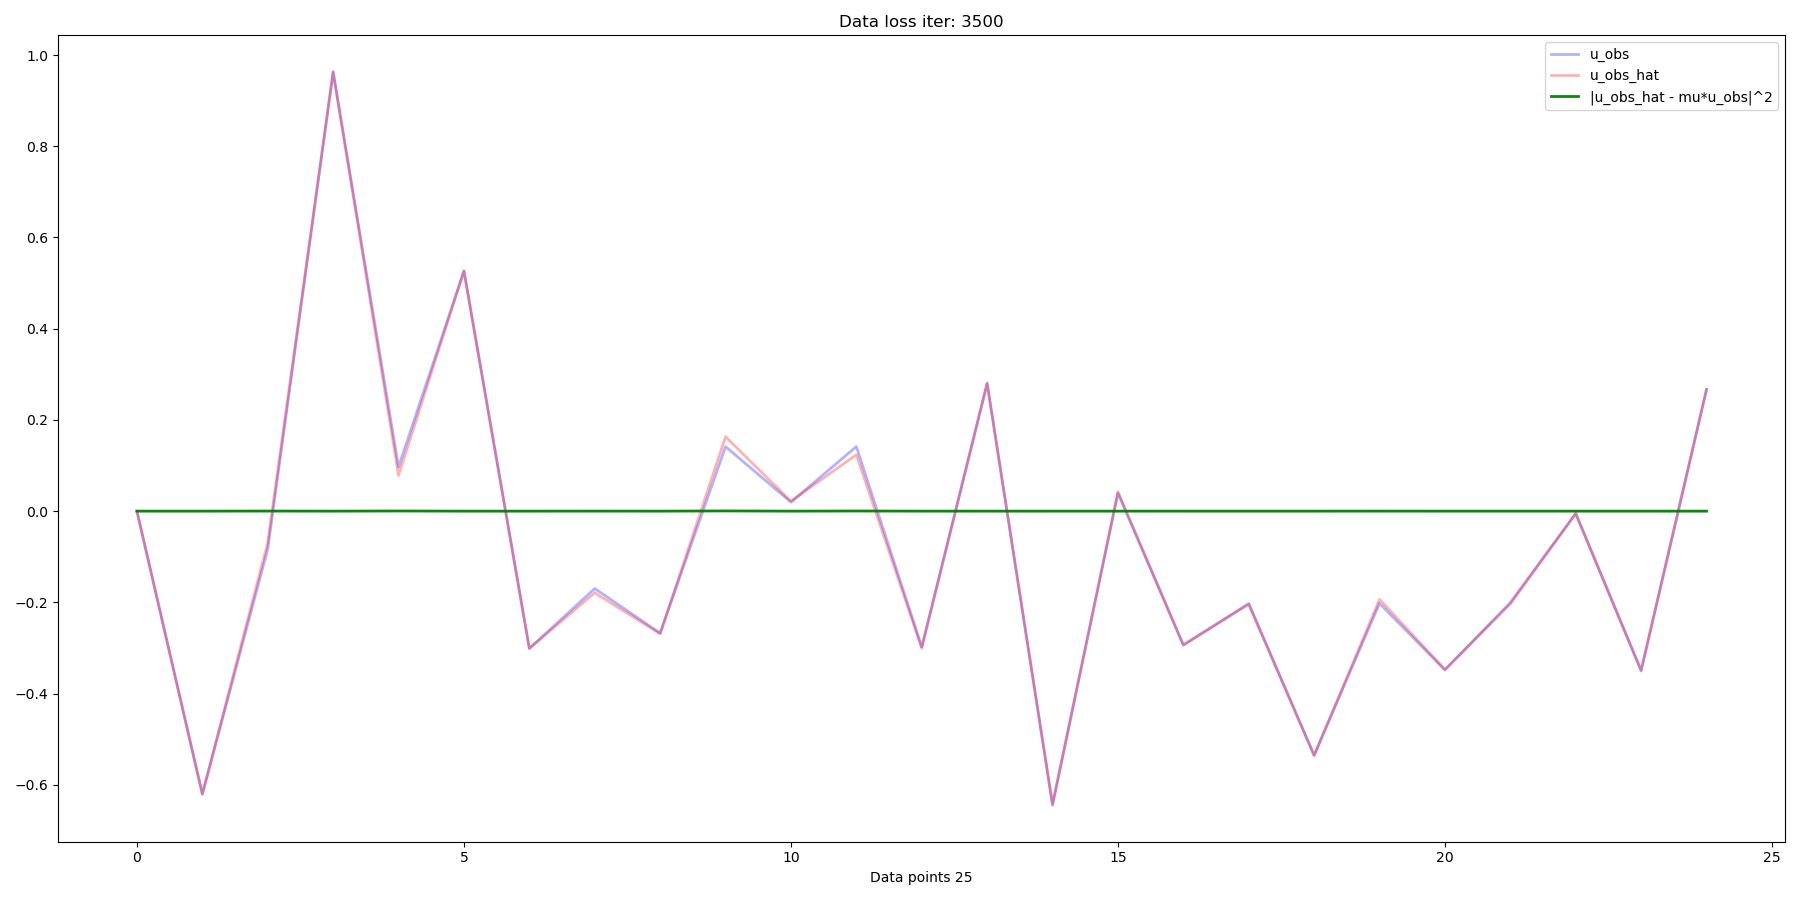 Data loss iter: 3500
u_obs
u_obs_hat
|u_obs_hat - mu*u_obs|^2
1.0
0.8
0.6
0.4
0.2
0.0
−0.2
−0.4
−0.6
0 5 10 15 20 25
Data points 25